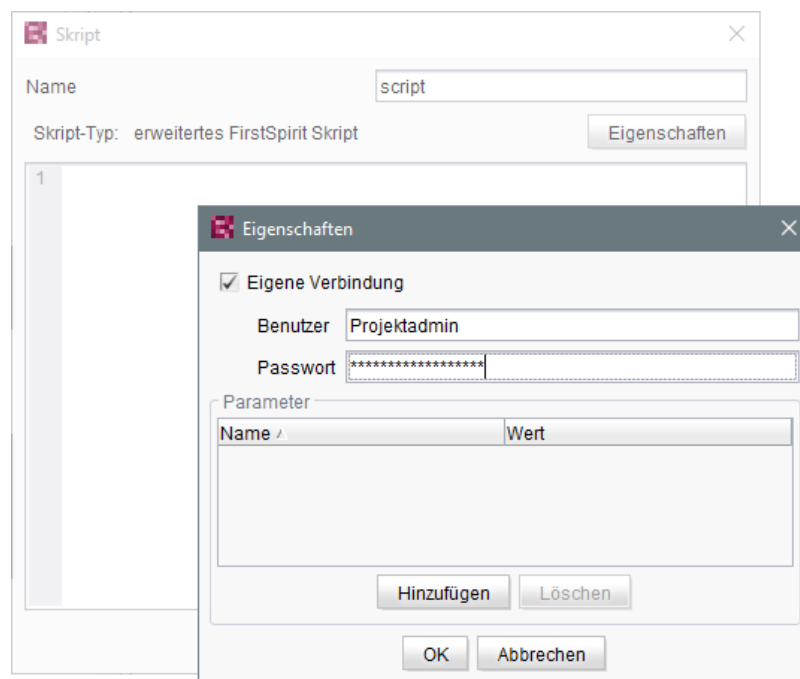 Skript
Name script
Skript-Typ: erweitertes FirstSpirit Skript Eigenschaften
1
Eigenschaften
Eigene Verbindung
Benutzer Projektadmin
Passwort ******************
Parameter
Name Wert
Hinzufügen Löschen
OK Abbrechen